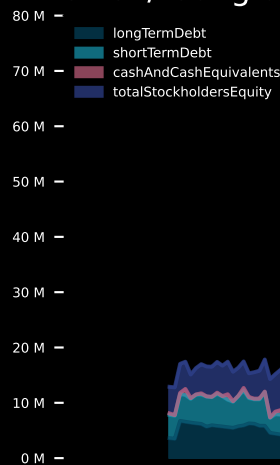 80 M
longTermDebt
shortTermDebt
70 M
cashAndCashEquivalents
totalStockholdersEquity
60 M
50 M
40 M
30 M
20 M
10 M
0 M